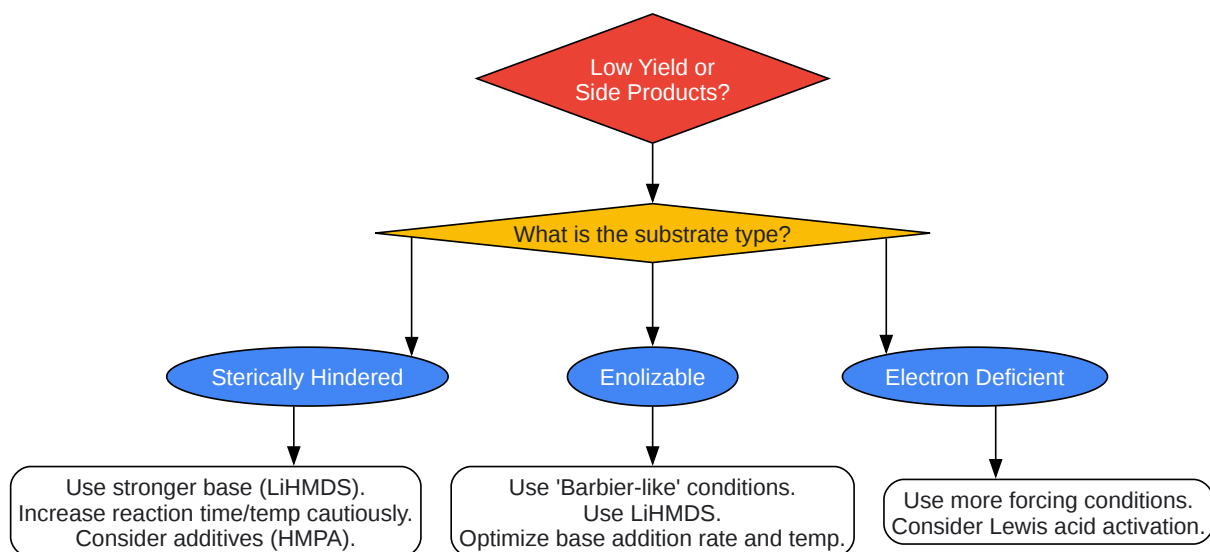 Low Yield or
Side Products?
What is the substrate type?
Sterically Hindered
Enolizable
Electron Deficient
Use stronger base (LiHMDS).
Increase reaction time/temp cautiously.
Consider additives (HMPA).
Use 'Barbier-like' conditions.
Use LiHMDS.
Optimize base addition rate and temp.
Use more forcing conditions.
Consider Lewis acid activation.